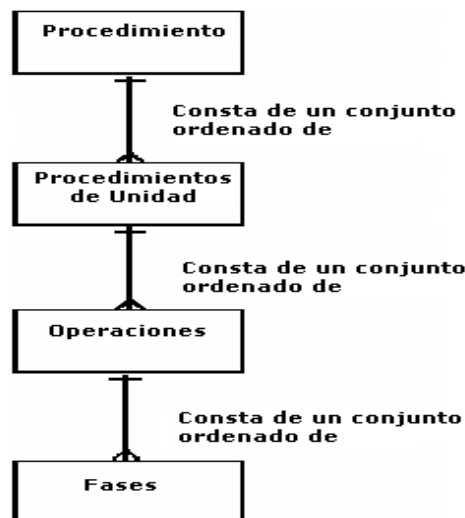 Procedimiento
Consta de un conjunto
ordenado de
Procedimientos
de Unidad
Consta de un conjunto
ordenado de
Operaciones
Consta de un conjunto
ordenado de
Fases